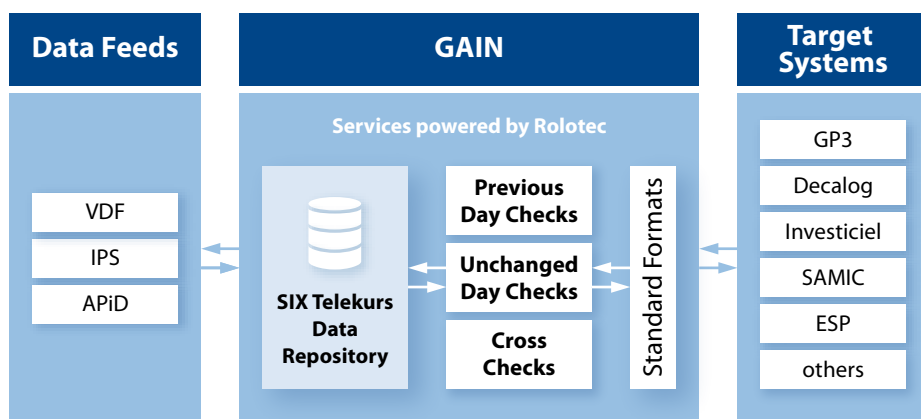 Data Feeds
VDF
IPS
APiD
GAIN
Services powered by Rolotec
SIX Telekurs
Data
Repository
Previous
Day Checks
Unchanged
Day Checks
Cross
Checks
Standard Formats
Target
Systems
GP3
Decalog
Investiciel
SAMIC
ESP
others